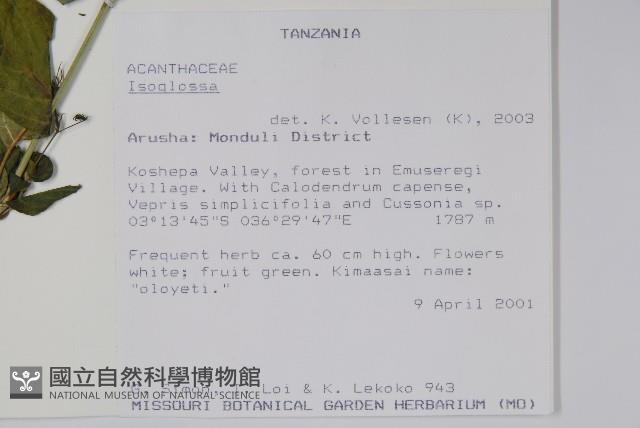 TANZANIA
ACANTHACEAE
Isoglossa
det. K. Vollesen (K), 2003
Arusha: Monduli District
Koshepa Valley, forest in Emuseregi
Village. With Calodendrum capense,
Vepris simplicifolia and Cussonia sp.
03°13'45"S 036°29'47"E 1787 m
Frequent herb ca. 60 cm high. Flowers
white; fruit green. Kimaasai name:
"oloyeti."
9 April 2001
Simon, Loi & K. Lekoko 943
MISSOURI BOTANICAL GARDEN HERBARIUM (MO)
國立自然科學博物館
NATIONAL MUSEUM OF NATURAL SCIENCE